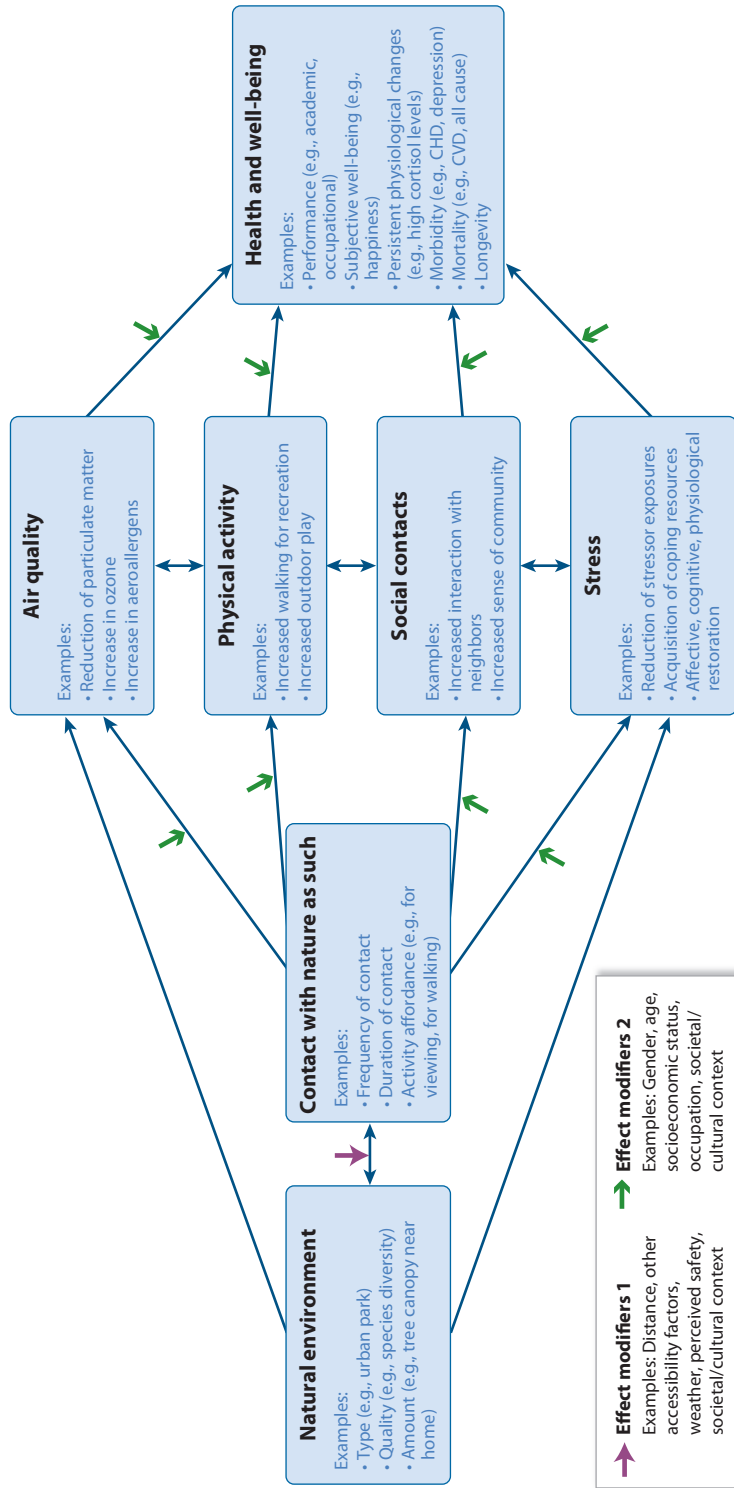 Natural environment
Examples:
• Type (e.g., urban park)
• Quality (e.g., species diversity)
• Amount (e.g., tree canopy near
home)
Contact with nature as such
Examples:
• Frequency of contact
• Duration of contact
• Activity affordance (e.g., for
viewing, for walking)
Air quality
Examples:
• Reduction of particulate matter
• Increase in ozone
• Increase in aeroallergens
Physical activity
Examples:
• Increased walking for recreation
• Increased outdoor play
Social contacts
Examples:
• Increased interaction with
neighbors
• Increased sense of community
Stress
Examples:
• Reduction of stressor exposures
• Acquisition of coping resources
• Affective, cognitive, physiological
restoration
Health and well-being
Examples:
• Performance (e.g., academic,
occupational)
• Subjective well-being (e.g.,
happiness)
• Persistent physiological changes
(e.g., high cortisol levels)
• Morbidity (e.g., CHD, depression)
• Mortality (e.g., CVD, all cause)
• Longevity
Effect modifiers 1
Examples: Distance, other
accessibility factors,
weather, perceived safety,
societal/cultural context
Effect modifiers 2
Examples: Gender, age,
socioeconomic status,
occupation, societal/
cultural context